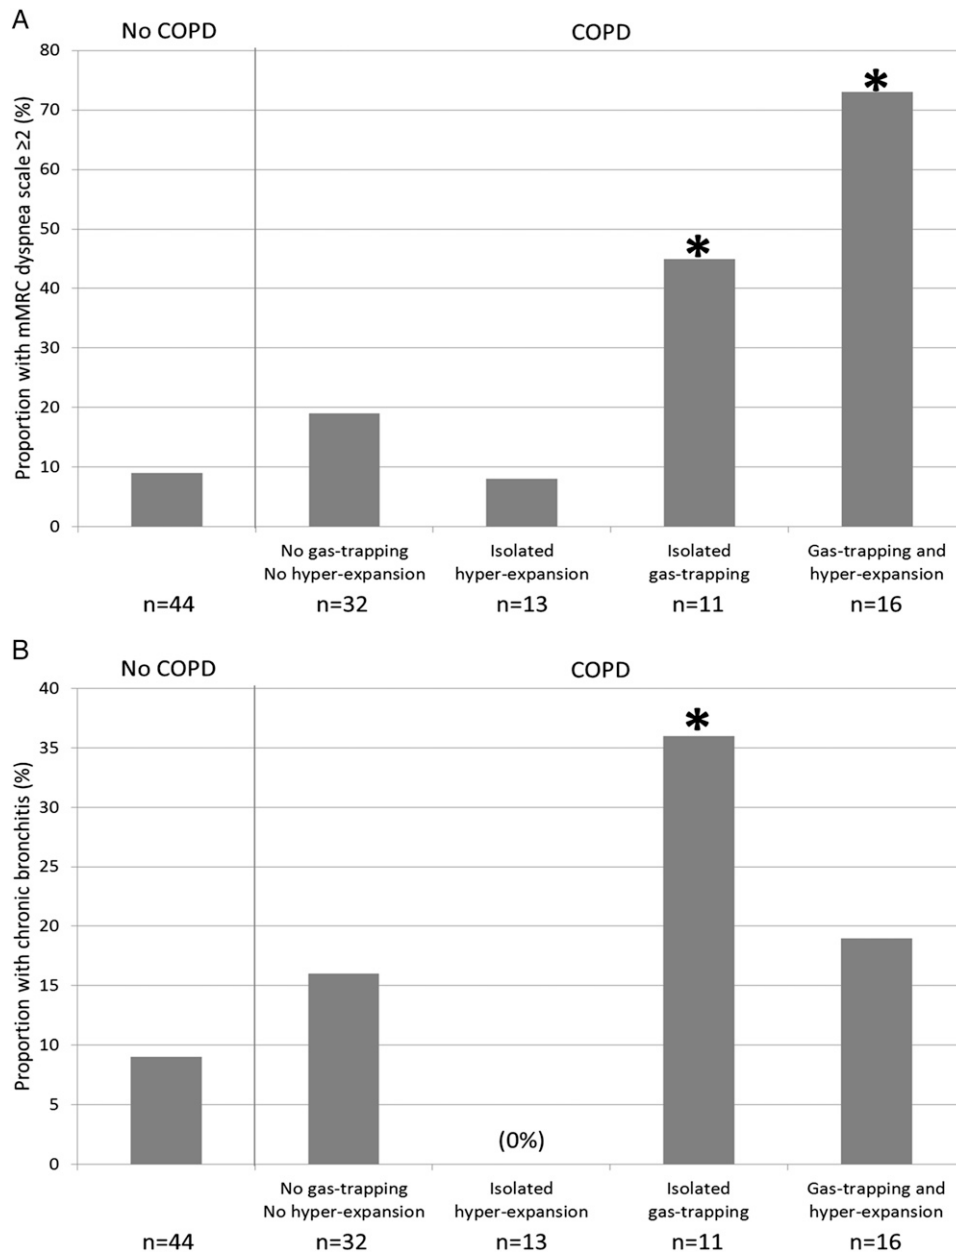 A
No COPD
COPD
Proportion with mMRC dyspnea scale ≥2 (%)
80
70
60
50
40
30
20
10
0
*
*
No gas-trapping
No hyper-expansion
Isolated
hyper-expansion
Isolated
gas-trapping
Gas-trapping and
hyper-expansion
n=44
n=32
n=13
n=11
n=16
B
No COPD
COPD
Proportion with chronic bronchitis (%)
40
35
30
25
20
15
10
5
0
*
(0%)
No gas-trapping
No hyper-expansion
Isolated
hyper-expansion
Isolated
gas-trapping
Gas-trapping and
hyper-expansion
n=44
n=32
n=13
n=11
n=16